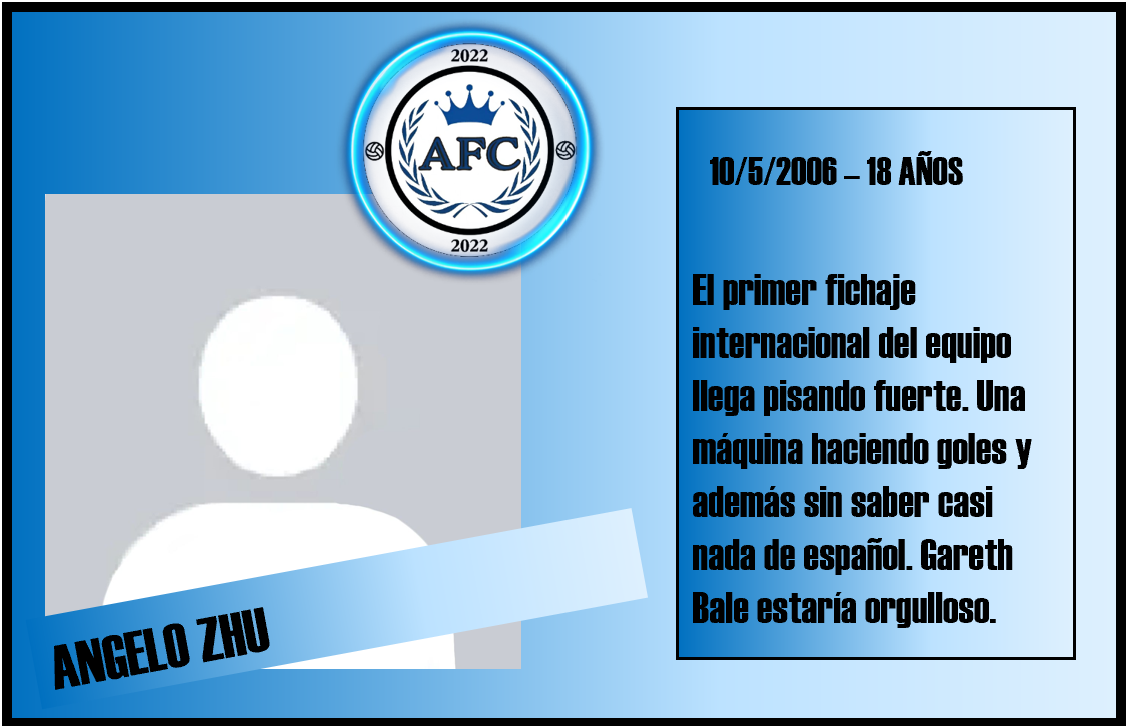 2022
AFC
2022
10/5/2006 – 18 AÑOS
El primer fichaje
internacional del equipo
llega pisando fuerte. Una
máquina haciendo goles y
además sin saber casi
nada de español. Gareth
Bale estaría orgulloso.
ANGELO ZHU